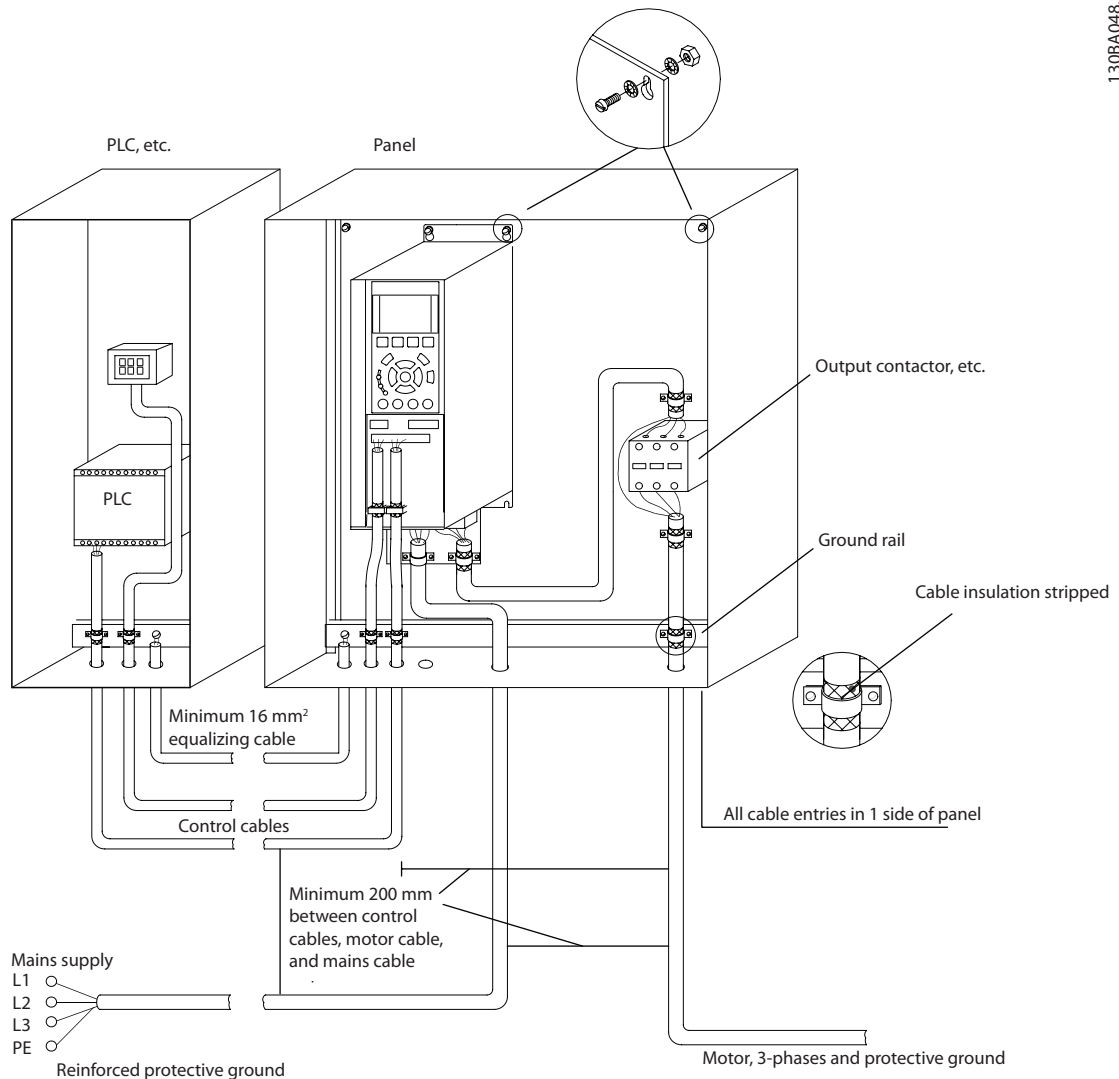 130BA048.
PLC, etc.
Panel
Output contactor, etc.
PLC
Ground rail
Cable insulation stripped
Minimum 16 mm²
equalizing cable
Control cables
All cable entries in 1 side of panel
Minimum 200 mm
between control
cables, motor cable,
and mains cable
Mains supply
L1
L2
L3
PE
Reinforced protective ground
Motor, 3-phases and protective ground